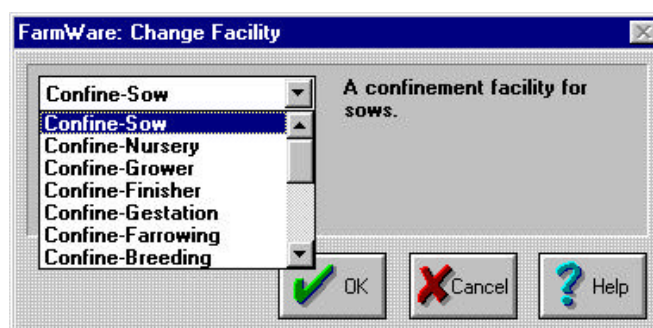 FarmWare: Change Facility
Confine-Sow
A confinement facility for
sows.
Confine-Sow
Confine-Nursery
Confine-Grower
Confine-Finisher
Confine-Gestation
Confine-Farrowing
Confine-Breeding
OK
Cancel
Help